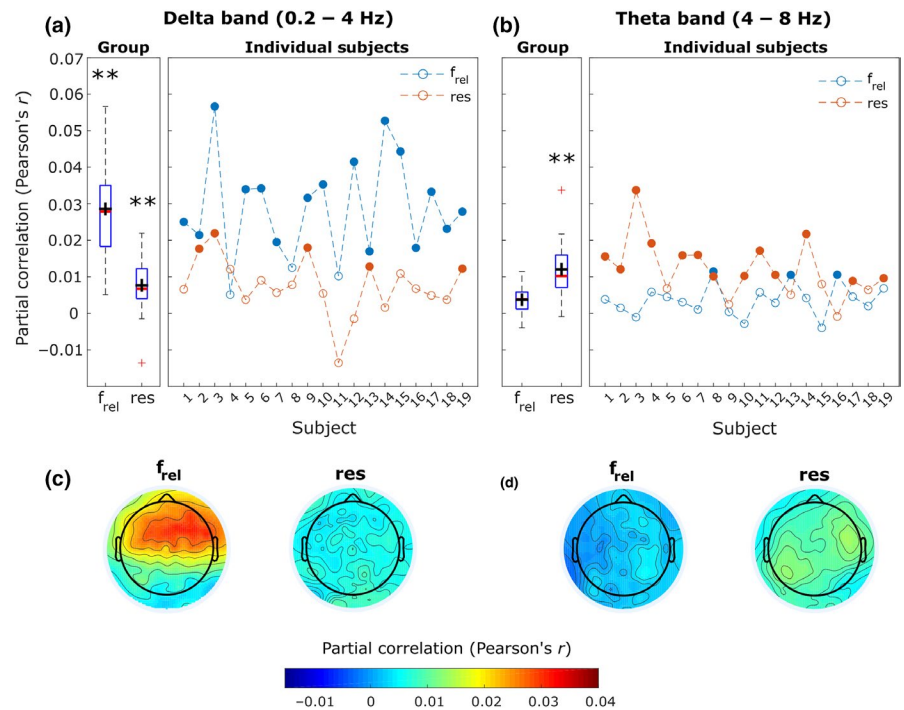 Delta band (0.2 – 4 Hz)
(a)
Group
Individual subjects
Partial correlation (Pearson's r)
0.07
0.06
0.05
0.04
0.03
0.02
0.01
0
−0.01
**
**
f_rel
res
f_rel
res
1 2 3 4 5 6 7 8 9 10 11 12 13 14 15 16 17 18 19
Subject
Theta band (4 – 8 Hz)
(b)
Group
Individual subjects
**
f_rel
res
f_rel
res
1 2 3 4 5 6 7 8 9 10 11 12 13 14 15 16 17 18 19
Subject
(c)
f_rel
res
(d)
f_rel
res
Partial correlation (Pearson's r)
−0.01 0 0.01 0.02 0.03 0.04